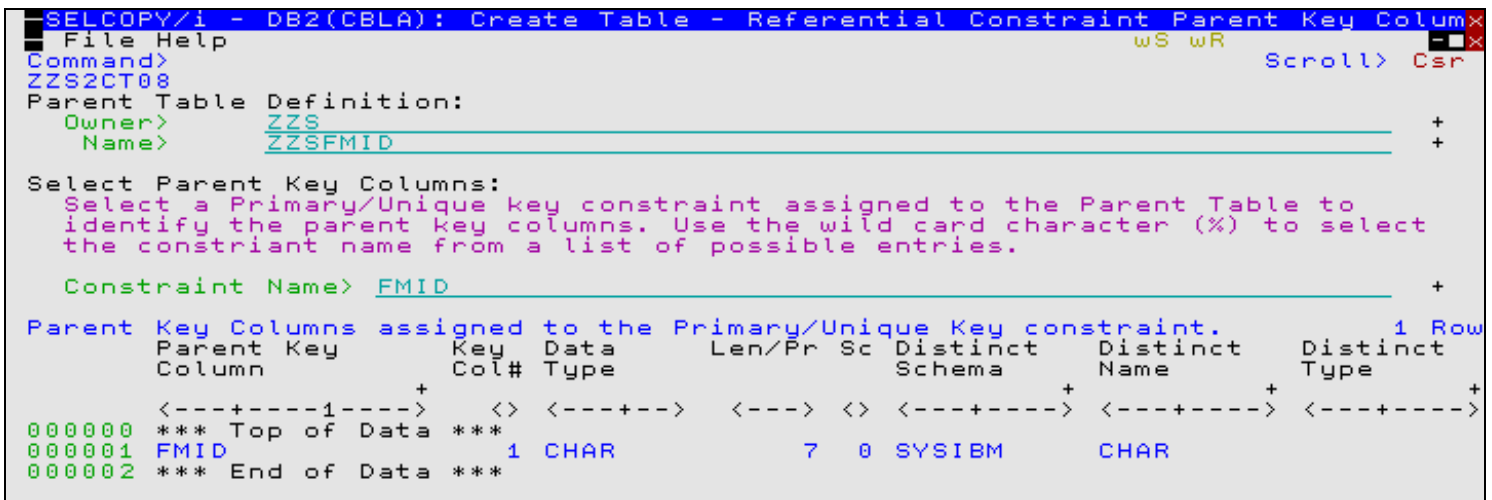 SELCOPY/i - DB2(CBLA): Create Table - Referential Constraint Parent Key Colum×
File Help wS wR
Command> Scroll> Csr
ZZS2CT08
Parent Table Definition:
Owner> ZZS +
Name> ZZSFMID +
Select Parent Key Columns:
Select a Primary/Unique key constraint assigned to the Parent Table to
identify the parent key columns. Use the wild card character (%) to select
the constriant name from a list of possible entries.
Constraint Name> FMID +
Parent Key Columns assigned to the Primary/Unique Key constraint. 1 Row
Parent Key Key Data Len/Pr Sc Distinct Distinct Distinct
Column Col# Type Schema Name Type
+ + + +
<---+----1----> <> <---+--> <---> <> <---+----> <---+----> <---+---->
000000 *** Top of Data ***
000001 FMID 1 CHAR 7 0 SYSIBM CHAR
000002 *** End of Data ***